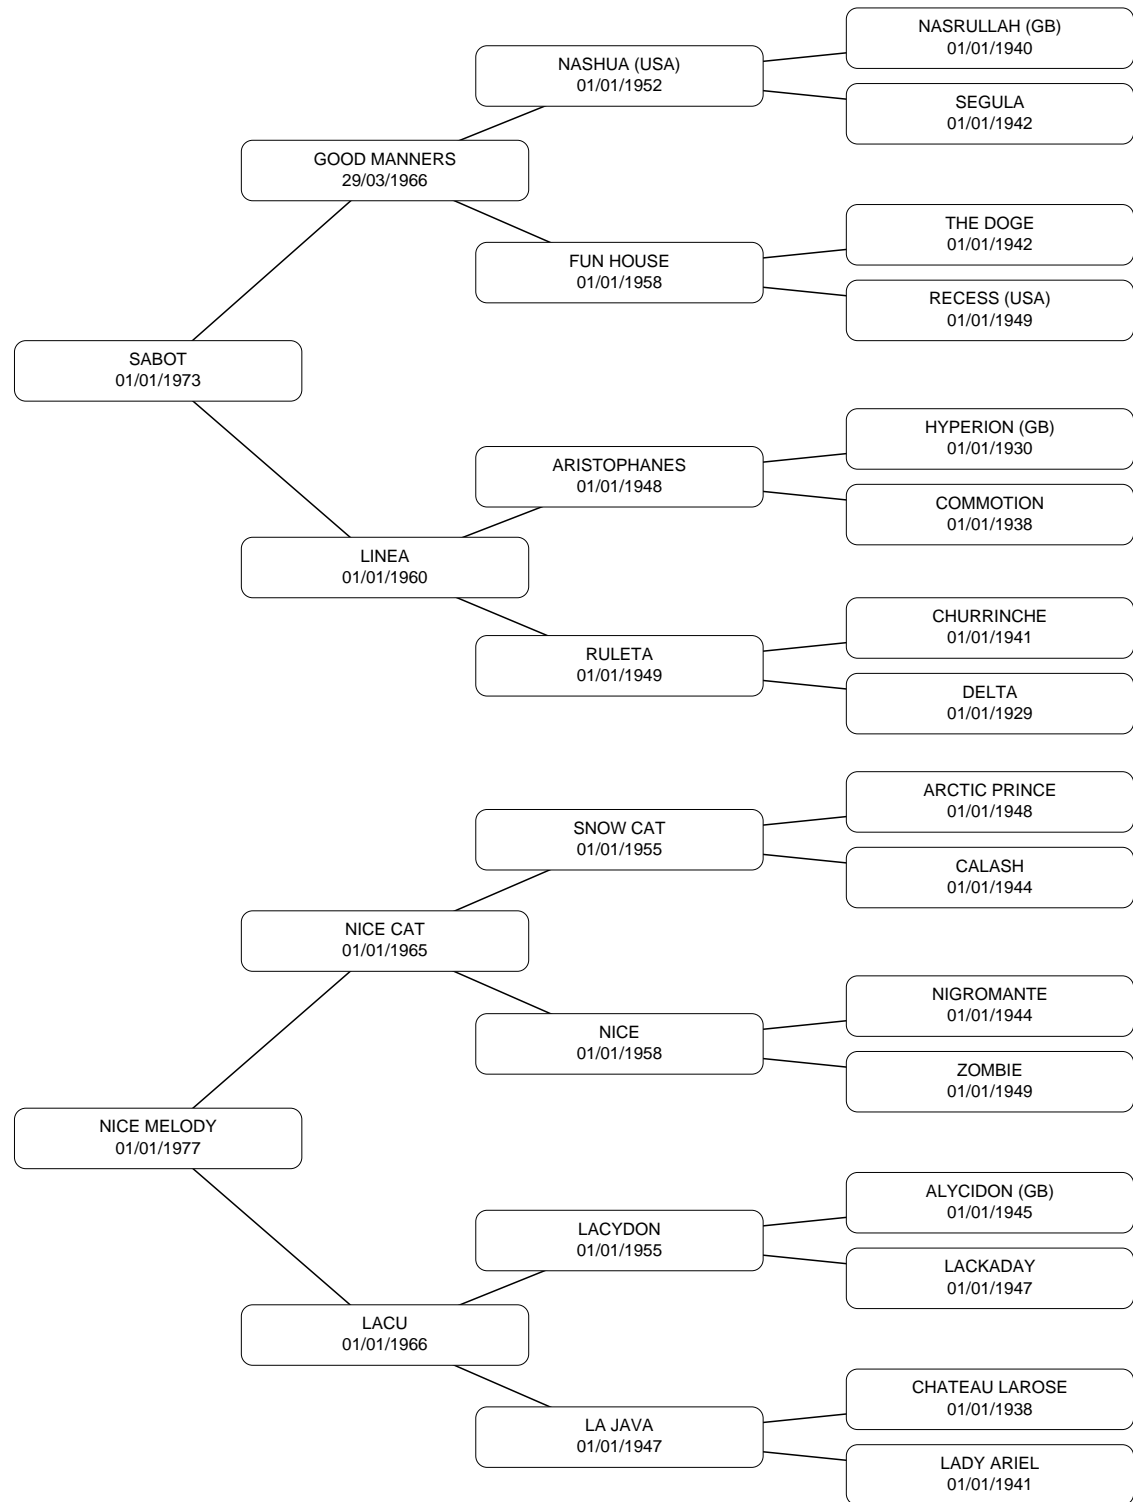 NASRULLAH (GB)
01/01/1940
NASHUA (USA)
01/01/1952
SEGULA
01/01/1942
GOOD MANNERS
29/03/1966
THE DOGE
01/01/1942
FUN HOUSE
01/01/1958
RECESS (USA)
01/01/1949
SABOT
01/01/1973
HYPERION (GB)
01/01/1930
ARISTOPHANES
01/01/1948
COMMOTION
01/01/1938
LINEA
01/01/1960
CHURRINCHE
01/01/1941
RULETA
01/01/1949
DELTA
01/01/1929
ARCTIC PRINCE
01/01/1948
SNOW CAT
01/01/1955
CALASH
01/01/1944
NICE CAT
01/01/1965
NIGROMANTE
01/01/1944
NICE
01/01/1958
ZOMBIE
01/01/1949
NICE MELODY
01/01/1977
ALYCIDON (GB)
01/01/1945
LACYDON
01/01/1955
LACKADAY
01/01/1947
LACU
01/01/1966
CHATEAU LAROSE
01/01/1938
LA JAVA
01/01/1947
LADY ARIEL
01/01/1941